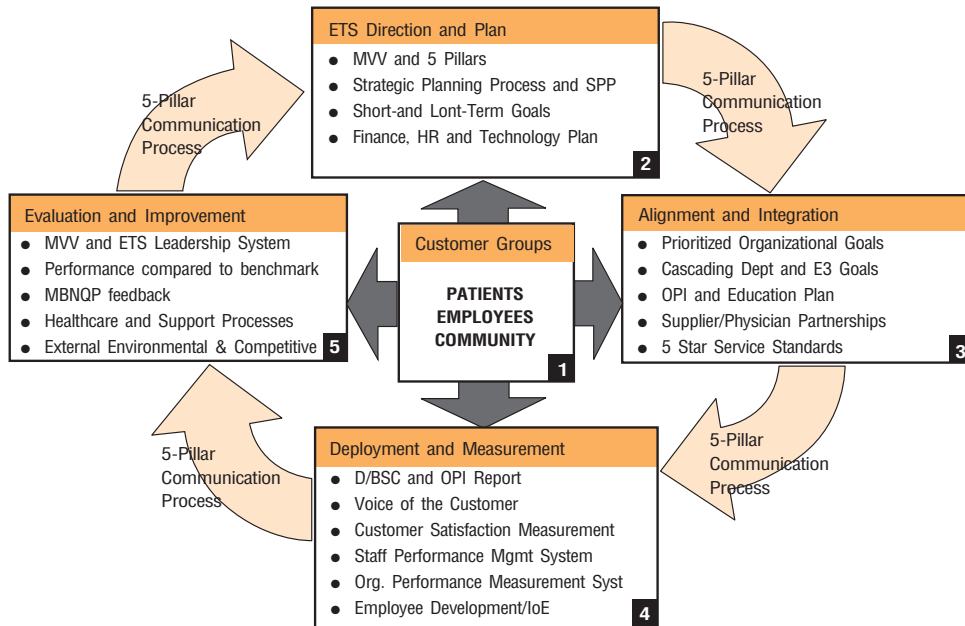 ETS Direction and Plan
● MVV and 5 Pillars
● Strategic Planning Process and SPP
● Short-and Lont-Term Goals
● Finance, HR and Technology Plan
2
5-Pillar
Communication
Process
5-Pillar
Communication
Process
Evaluation and Improvement
● MVV and ETS Leadership System
● Performance compared to benchmark
● MBNQP feedback
● Healthcare and Support Processes
● External Environmental & Competitive
5
Customer Groups
PATIENTS
EMPLOYEES
COMMUNITY
1
Alignment and Integration
● Prioritized Organizational Goals
● Cascading Dept and E3 Goals
● OPI and Education Plan
● Supplier/Physician Partnerships
● 5 Star Service Standards
3
5-Pillar
Communication
Process
5-Pillar
Communication
Process
Deployment and Measurement
● D/BSC and OPI Report
● Voice of the Customer
● Customer Satisfaction Measurement
● Staff Performance Mgmt System
● Org. Performance Measurement Syst
● Employee Development/IoE
4